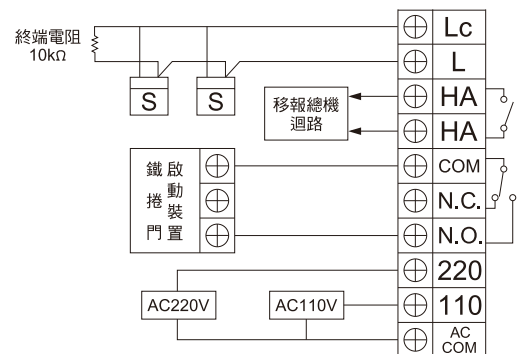 終端電阻
10kΩ
S
S
移報總機
迴路
鐵捲門
啟動裝置
AC220V
AC110V
Lc
L
HA
HA
COM
N.C.
N.O.
220
110
AC
COM